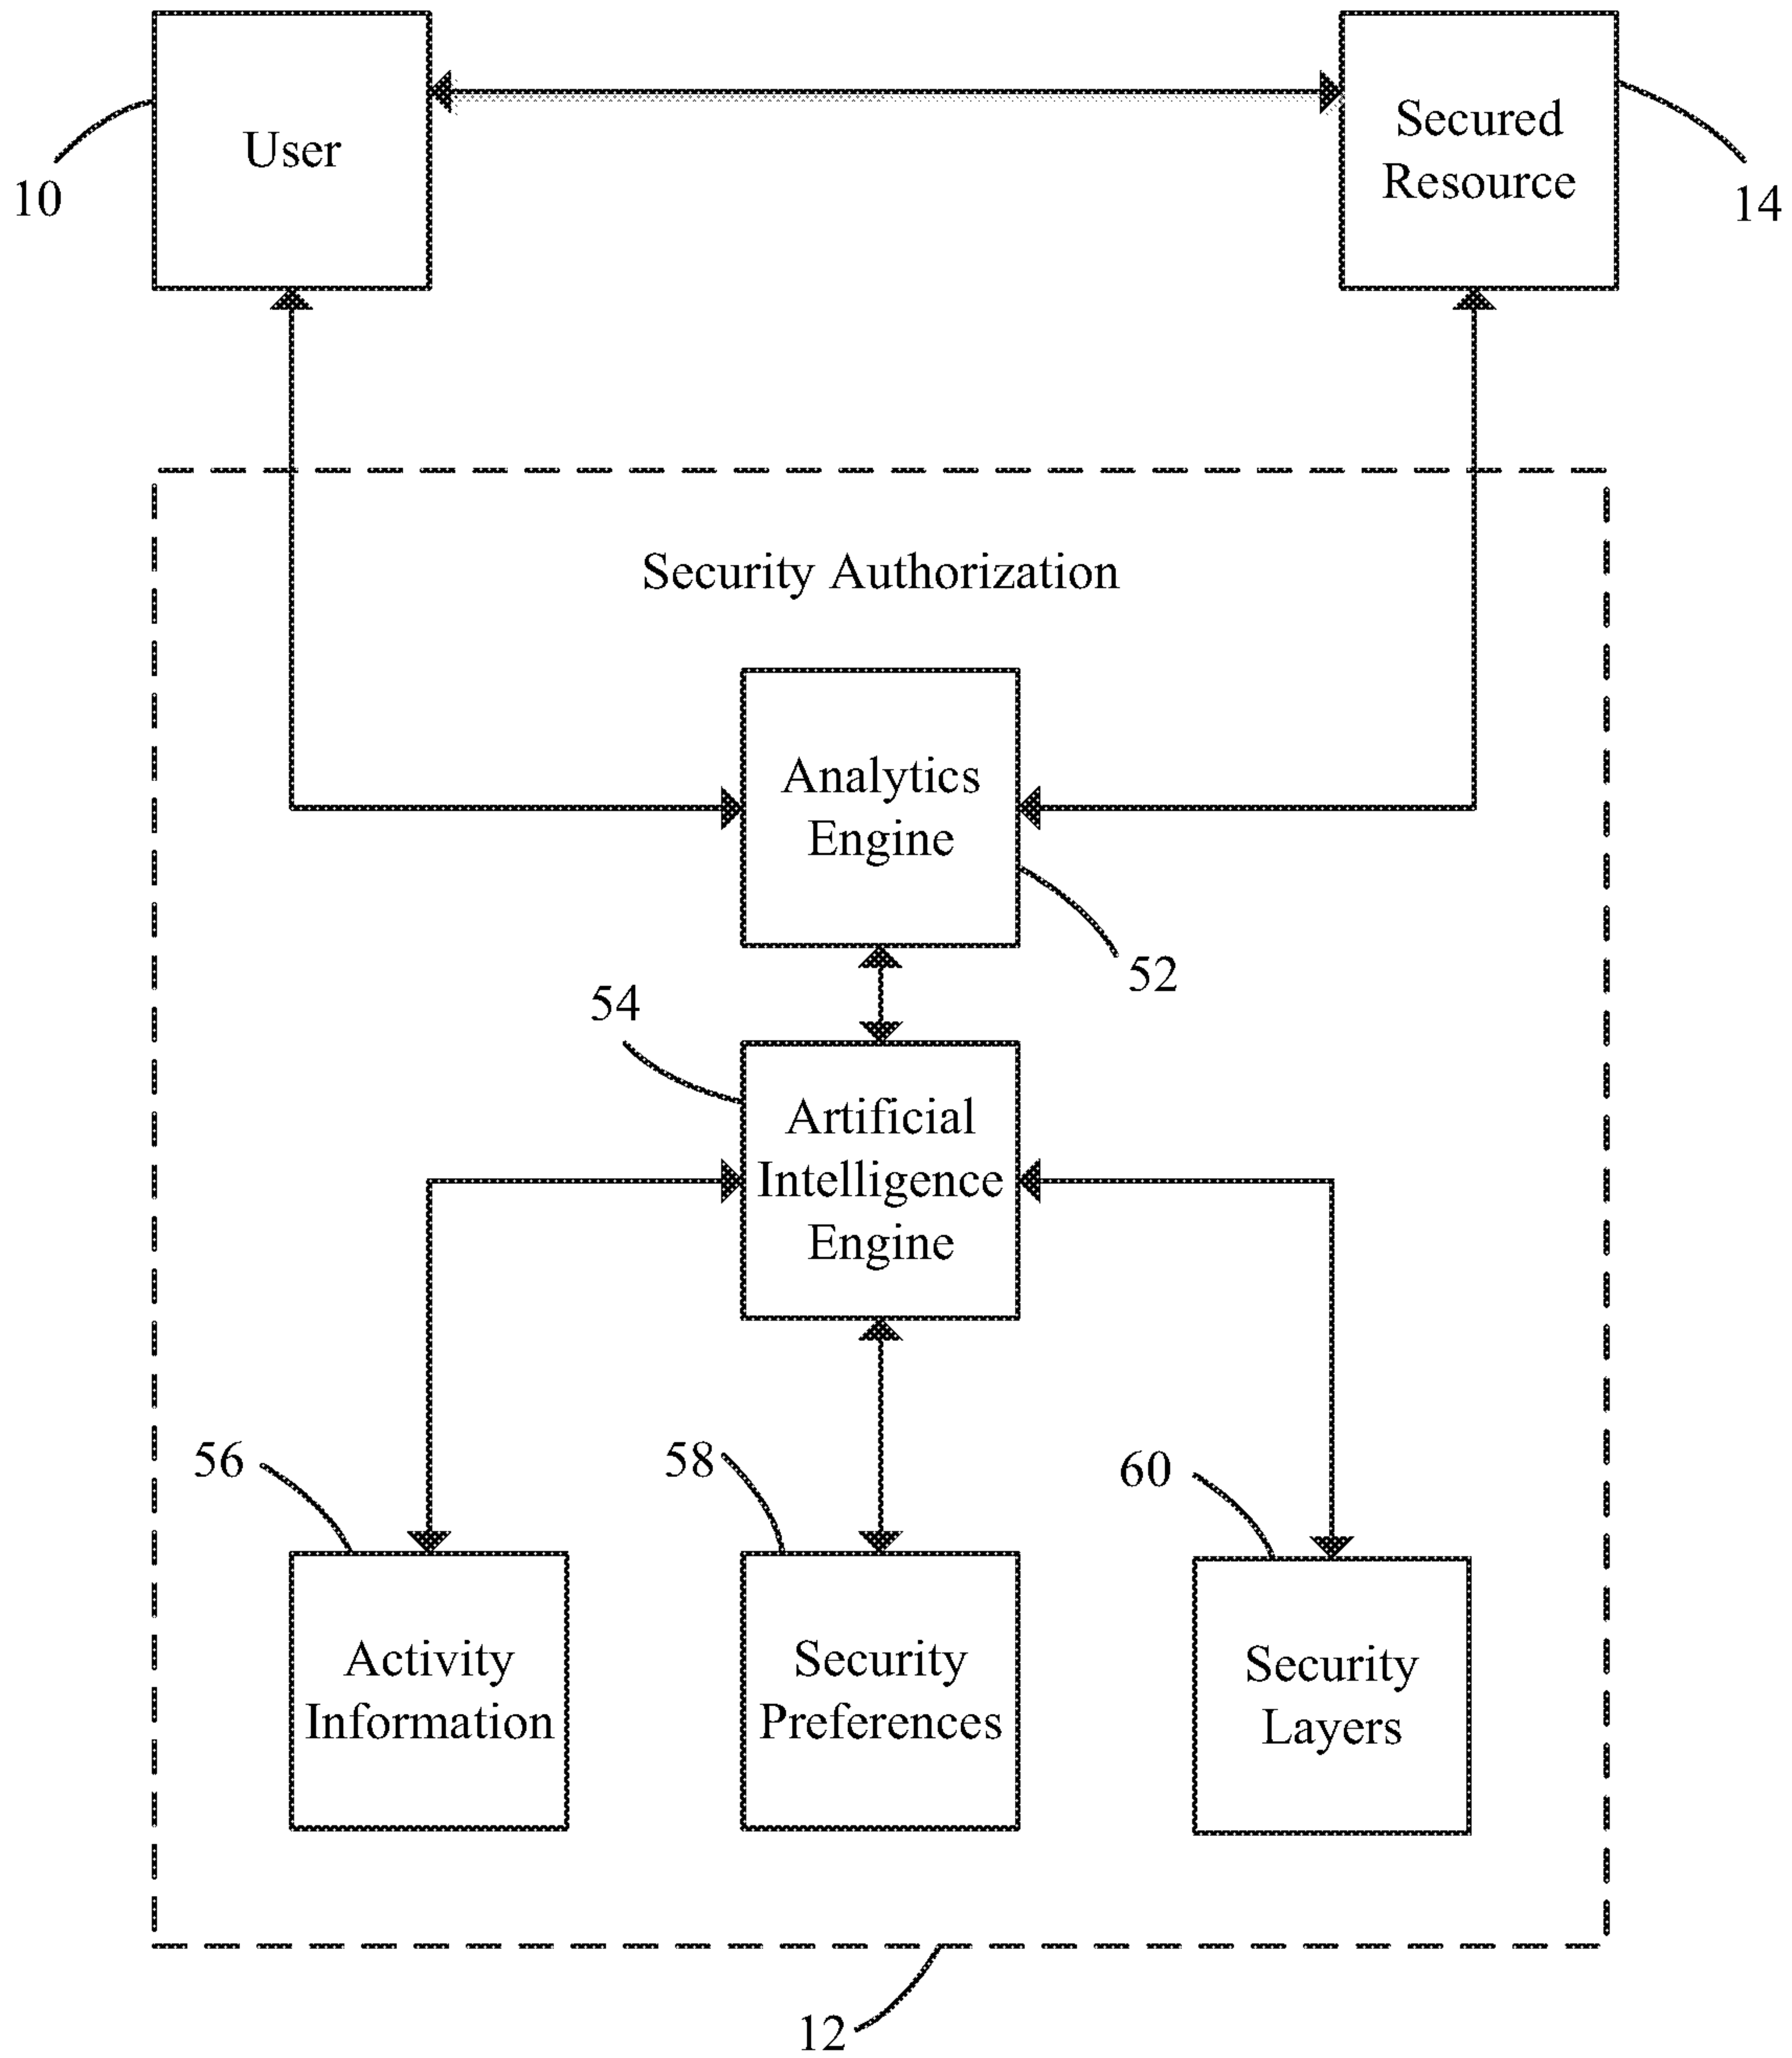 User
Secured
Resource
10
14
Security Authorization
Analytics
Engine
52
54
Artificial
Intelligence
Engine
56
58
60
Activity
Information
Security
Preferences
Security
Layers
12